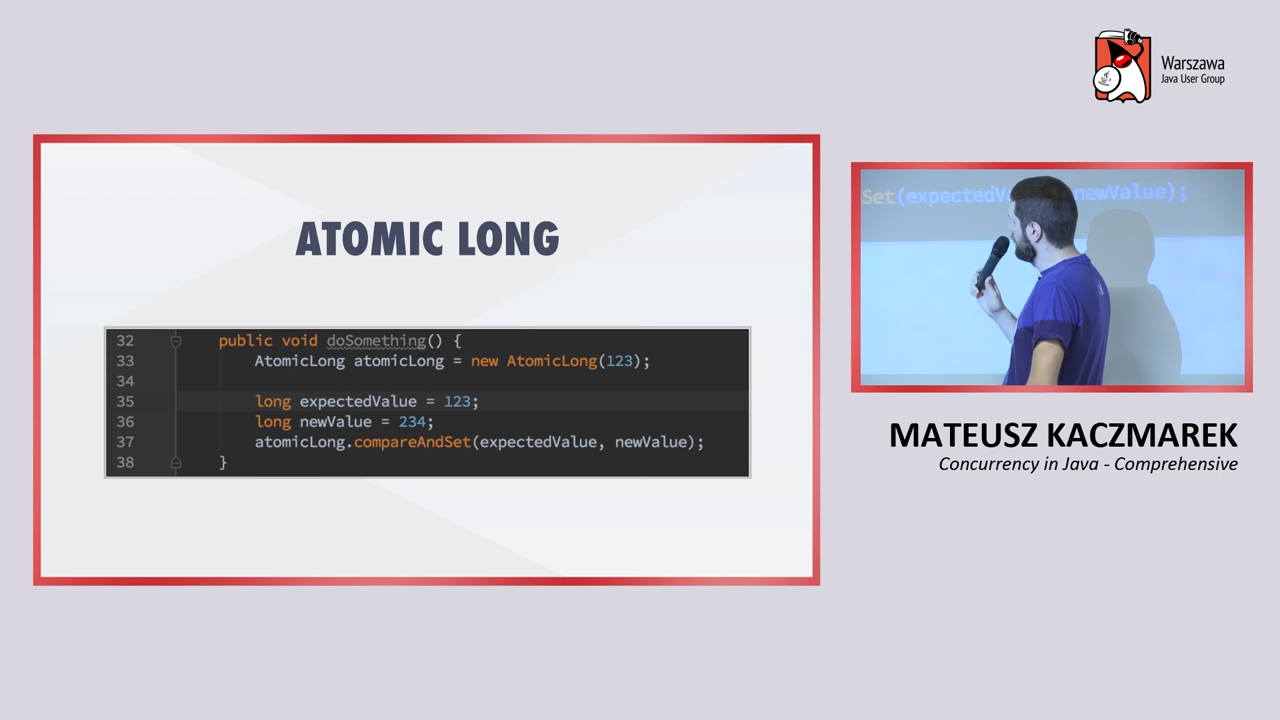 Warszawa
Java User Group
ATOMIC LONG
32 public void doSomething() {
33 AtomicLong atomicLong = new AtomicLong(123);
34
35 long expectedValue = 123;
36 long newValue = 234;
37 atomicLong.compareAndSet(expectedValue, newValue);
38 }
Set(expectedV newValue);
MATEUSZ KACZMAREK
Concurrency in Java - Comprehensive